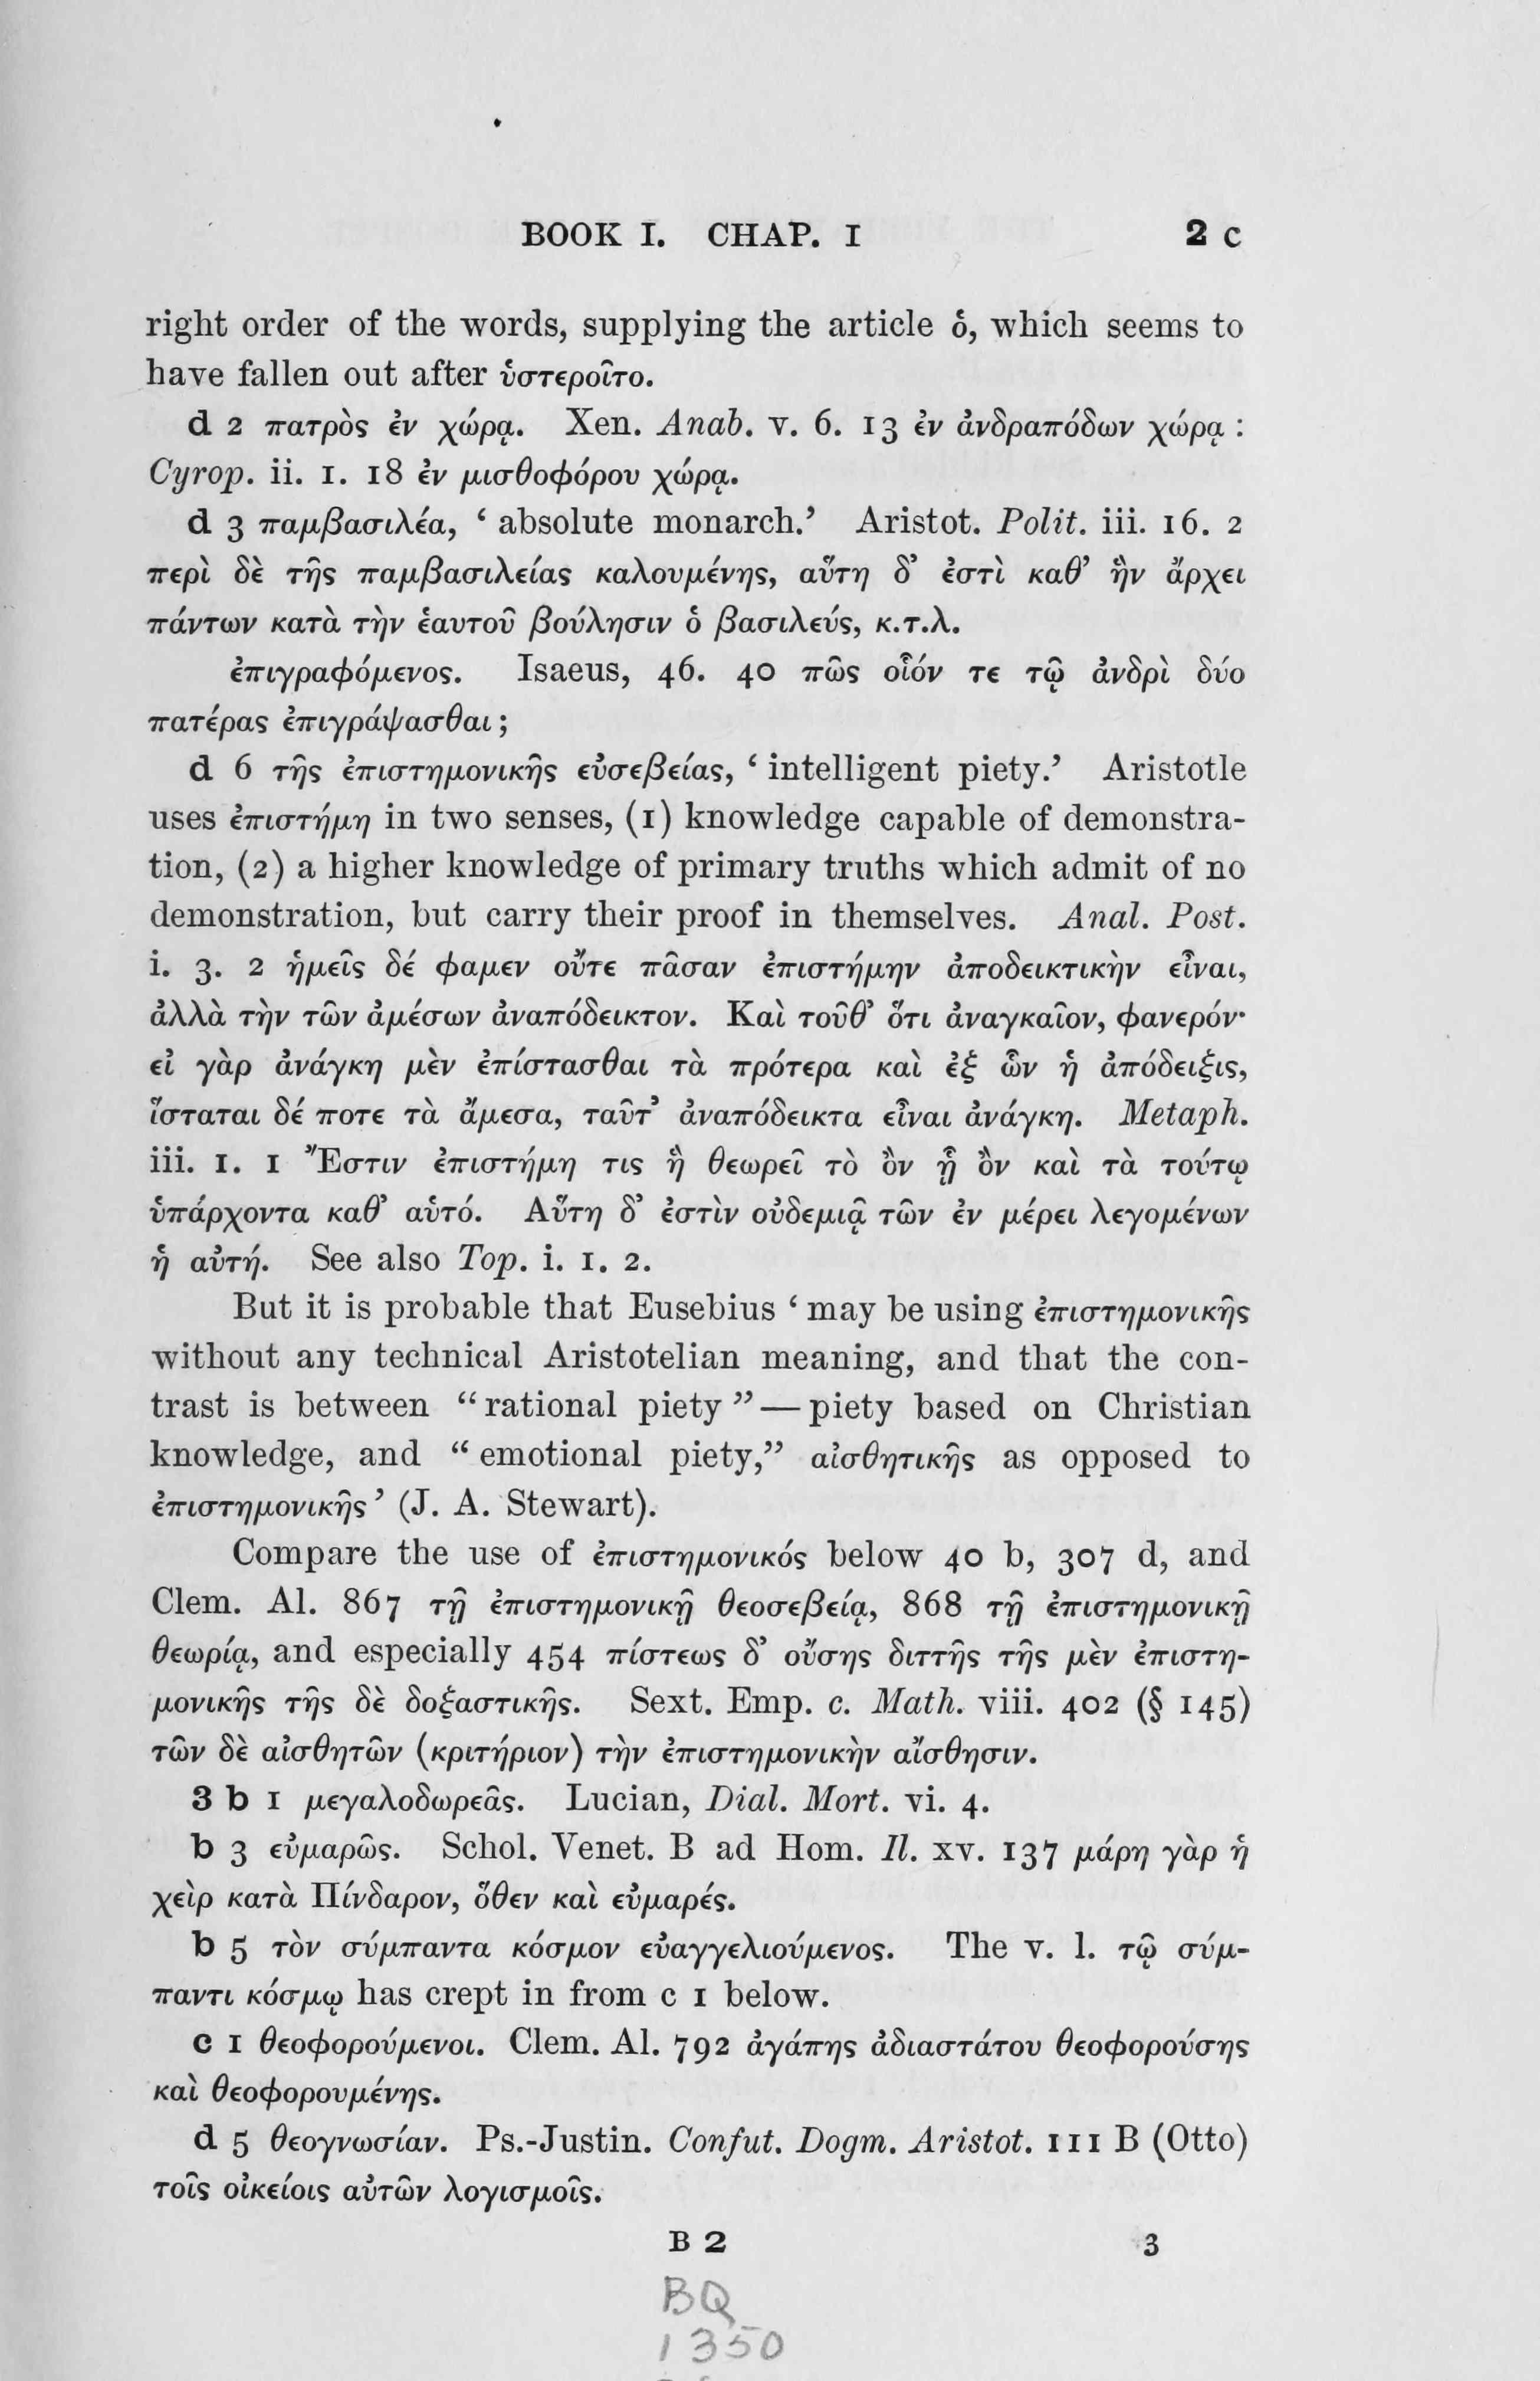 BOOK I. CHAP. I 2 c
right order of the words, supplying the article ὁ, which seems to
have fallen out after ὑστεροῖτο.
d 2 πατρὸς ἐν χώρᾳ. Xen. Anab. v. 6. 13 ἐν ἀνδραπόδων χώρᾳ :
Cyrop. ii. 1. 18 ἐν μισθοφόρου χώρᾳ.
d 3 παμβασιλέα, ‘ absolute monarch.’ Aristot. Polit. iii. 16. 2
περὶ δὲ τῆς παμβασιλείας καλουμένης, αὕτη δ’ ἐστὶ καθ’ ἣν ἄρχει
πάντων κατὰ τὴν ἑαυτοῦ βούλησιν ὁ βασιλεύς, κ.τ.λ.
ἐπιγραφόμενος. Isaeus, 46. 40 πῶς οἷόν τε τῷ ἀνδρὶ δύο
πατέρας ἐπιγράψασθαι ;
d 6 τῆς ἐπιστημονικῆς εὐσεβείας, ‘ intelligent piety.’ Aristotle
uses ἐπιστήμη in two senses, (1) knowledge capable of demonstra-
tion, (2) a higher knowledge of primary truths which admit of no
demonstration, but carry their proof in themselves. Anal. Post.
i. 3. 2 ἡμεῖς δέ φαμεν οὔτε πᾶσαν ἐπιστήμην ἀποδεικτικὴν εἶναι,
ἀλλὰ τὴν τῶν ἀμέσων ἀναπόδεικτον. Καὶ τοῦθ’ ὅτι ἀναγκαῖον, φανερόν·
εἰ γὰρ ἀνάγκη μὲν ἐπίστασθαι τὰ πρότερα καὶ ἐξ ὧν ἡ ἀπόδειξις,
ἵσταται δέ ποτε τὰ ἄμεσα, ταῦτ’ ἀναπόδεικτα εἶναι ἀνάγκη. Metaph.
iii. 1. 1 Ἔστιν ἐπιστήμη τις ἣ θεωρεῖ τὸ ὂν ᾗ ὂν καὶ τὰ τούτῳ
ὑπάρχοντα καθ’ αὑτό. Αὕτη δ’ ἐστὶν οὐδεμιᾷ τῶν ἐν μέρει λεγομένων
ἡ αὐτή. See also Top. i. 1. 2.
But it is probable that Eusebius ‘ may be using ἐπιστημονικῆς
without any technical Aristotelian meaning, and that the con-
trast is between “ rational piety ” — piety based on Christian
knowledge, and “ emotional piety,” αἰσθητικῆς as opposed to
ἐπιστημονικῆς ’ (J. A. Stewart).
Compare the use of ἐπιστημονικός below 40 b, 307 d, and
Clem. Al. 867 τῇ ἐπιστημονικῇ θεοσεβείᾳ, 868 τῇ ἐπιστημονικῇ
θεωρίᾳ, and especially 454 πίστεως δ’ οὔσης διττῆς τῆς μὲν ἐπιστη-
μονικῆς τῆς δὲ δοξαστικῆς. Sext. Emp. c. Math. viii. 402 (§ 145)
τῶν δὲ αἰσθητῶν (κριτήριον) τὴν ἐπιστημονικὴν αἴσθησιν.
3 b 1 μεγαλοδωρεᾶς. Lucian, Dial. Mort. vi. 4.
b 3 εὐμαρῶς. Schol. Venet. B ad Hom. Il. xv. 137 μάρη γὰρ ἡ
χεὶρ κατὰ Πίνδαρον, ὅθεν καὶ εὐμαρές.
b 5 τὸν σύμπαντα κόσμον εὐαγγελιούμενος. The v. l. τῷ σύμ-
παντι κόσμῳ has crept in from c 1 below.
c 1 θεοφορούμενοι. Clem. Al. 792 ἀγάπης ἀδιαστάτου θεοφορούσης
καὶ θεοφορουμένης.
d 5 θεογνωσίαν. Ps.-Justin. Confut. Dogm. Aristot. 111 B (Otto)
τοῖς οἰκείοις αὐτῶν λογισμοῖς.
B 2 3
BQ
1350